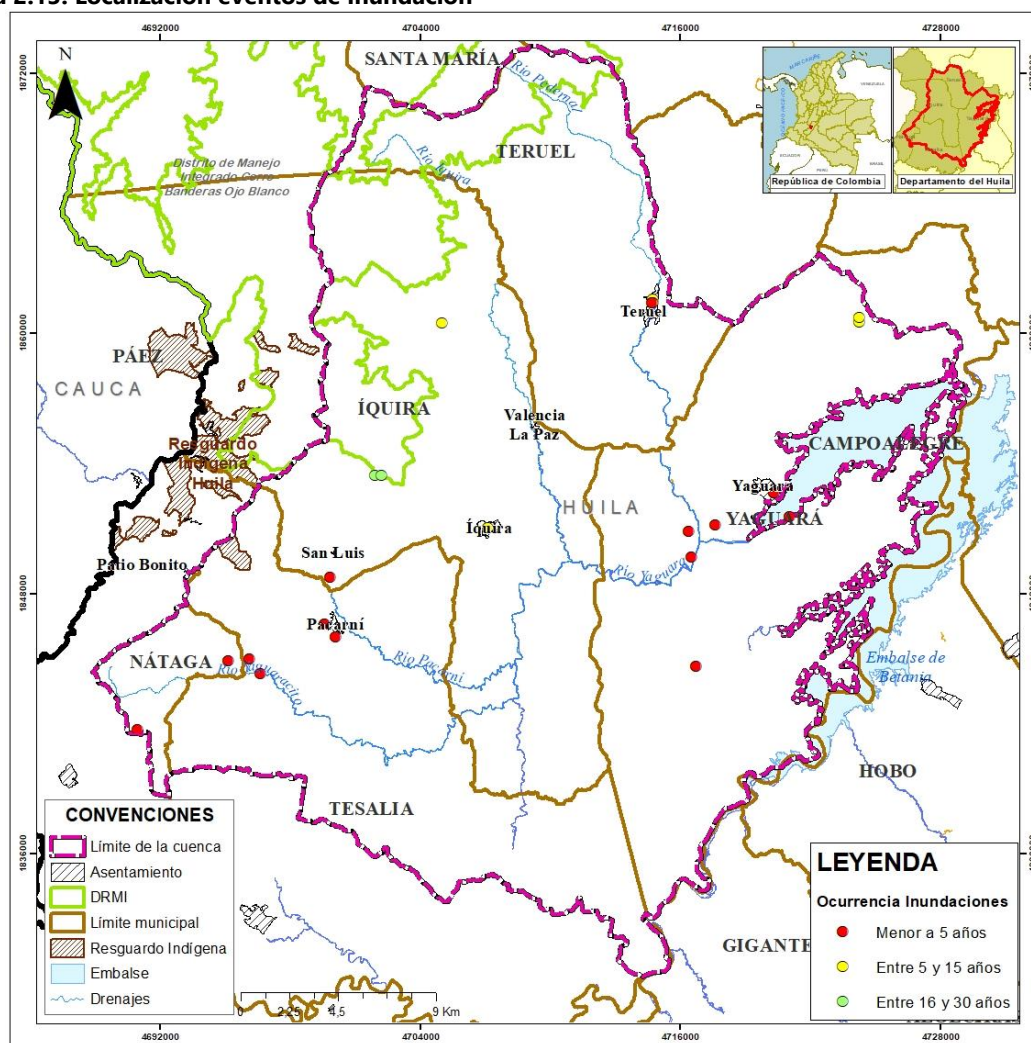 2.15. Localización eventos de inundación
4692000
4704000
4716000
4728000
1872000
1860000
1848000
1836000
N
SANTA MARÍA
Río Pedernal
TERUEL
Río Iquira
Distrito de Manejo
Integrado Cerro
Banderas Ojo Blanco
República de Colombia
Departamento del Huila
Teruel
PÁEZ
CAUCA
ÍQUIRA
Valencia
La Paz
CAMPOALEGRE
Resguardo
Indígena
Huila
Yaguará
YAGUARÁ
HUILA
Íquira
San Luis
Patio Bonito
Río Yaguará
Pacarní
NÁTAGA
Río Pacarní
Embalse de
Betania
HOBO
TESALIA
GIGANTE
CONVENCIONES
Límite de la cuenca
Asentamiento
DRMI
Límite municipal
Resguardo Indígena
Embalse
Drenajes
0 2,25 4,5 9 Km
LEYENDA
Ocurrencia Inundaciones
Menor a 5 años
Entre 5 y 15 años
Entre 16 y 30 años
4692000
4704000
4716000
4728000